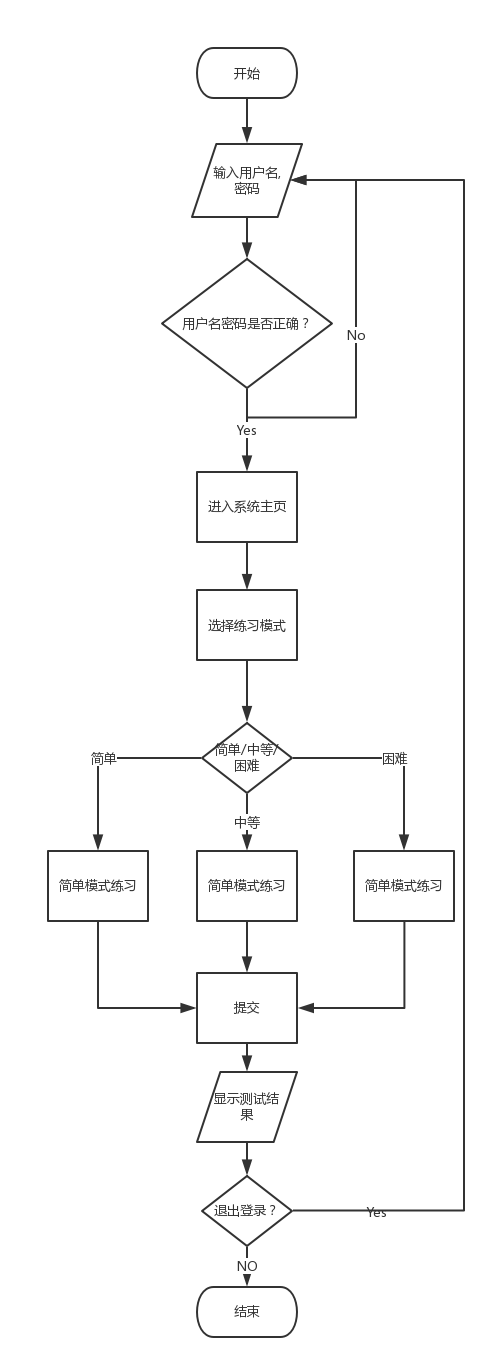 开始
输入用户名,
密码
用户名密码是否正确？
No
Yes
进入系统主页
选择练习模式
简单/中等/
困难
简单
困难
中等
简单模式练习
简单模式练习
简单模式练习
提交
显示测试结
果
退出登录？
Yes
NO
结束